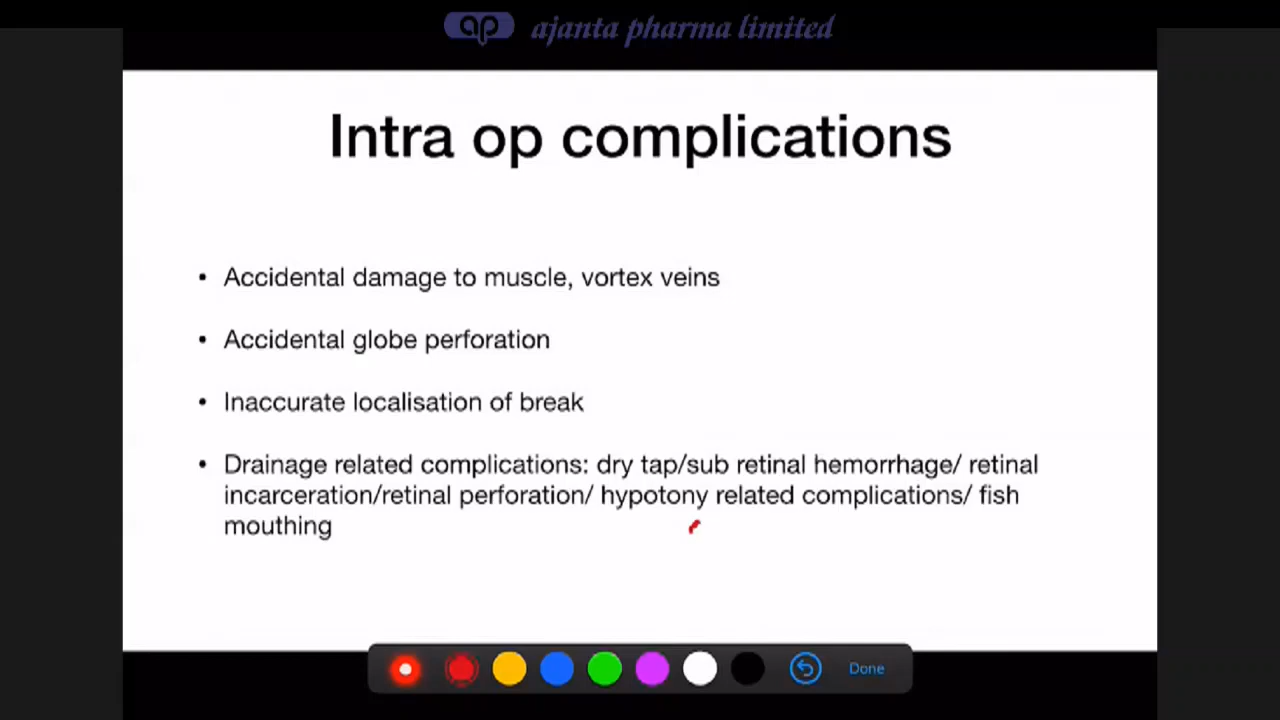 ap ajanta pharma limited
Intra op complications
• Accidental damage to muscle, vortex veins
• Accidental globe perforation
• Inaccurate localisation of break
• Drainage related complications: dry tap/sub retinal hemorrhage/ retinal
incarceration/retinal perforation/ hypotony related complications/ fish
mouthing
Done